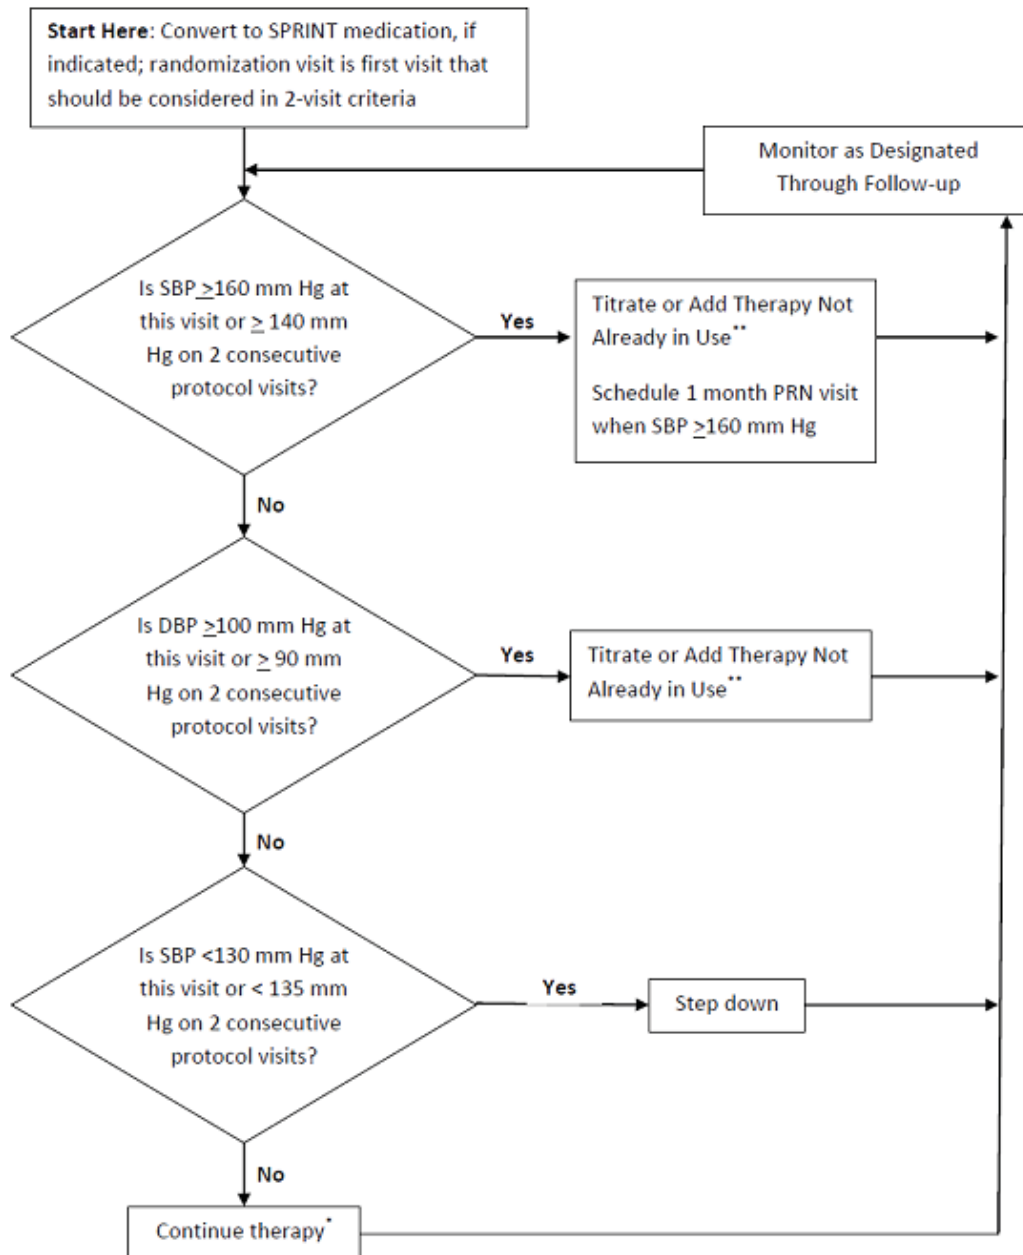 Start Here: Convert to SPRINT medication, if
indicated; randomization visit is first visit that
should be considered in 2-visit criteria
Monitor as Designated
Through Follow-up
Is SBP ≥160 mm Hg at
this visit or ≥ 140 mm
Hg on 2 consecutive
protocol visits?
Yes
Titrate or Add Therapy Not
Already in Use**
Schedule 1 month PRN visit
when SBP ≥160 mm Hg
No
Is DBP ≥100 mm Hg at
this visit or ≥ 90 mm
Hg on 2 consecutive
protocol visits?
Yes
Titrate or Add Therapy Not
Already in Use**
No
Is SBP <130 mm Hg at
this visit or < 135 mm
Hg on 2 consecutive
protocol visits?
Yes
Step down
No
Continue therapy*